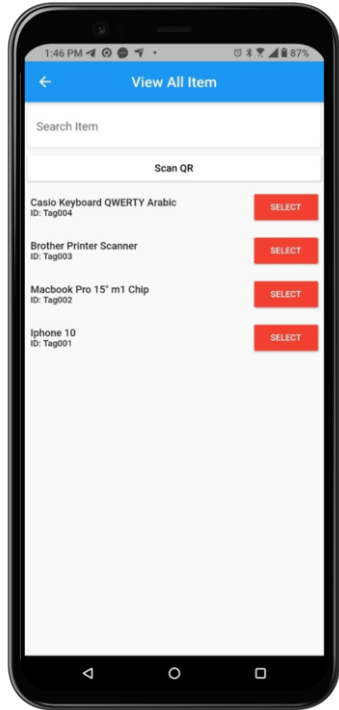 1:46 PM
87%
View All Item
Search Item
Scan QR
Casio Keyboard QWERTY Arabic
ID: Tag004
SELECT
Brother Printer Scanner
ID: Tag003
SELECT
Macbook Pro 15" m1 Chip
ID: Tag002
SELECT
Iphone 10
ID: Tag001
SELECT